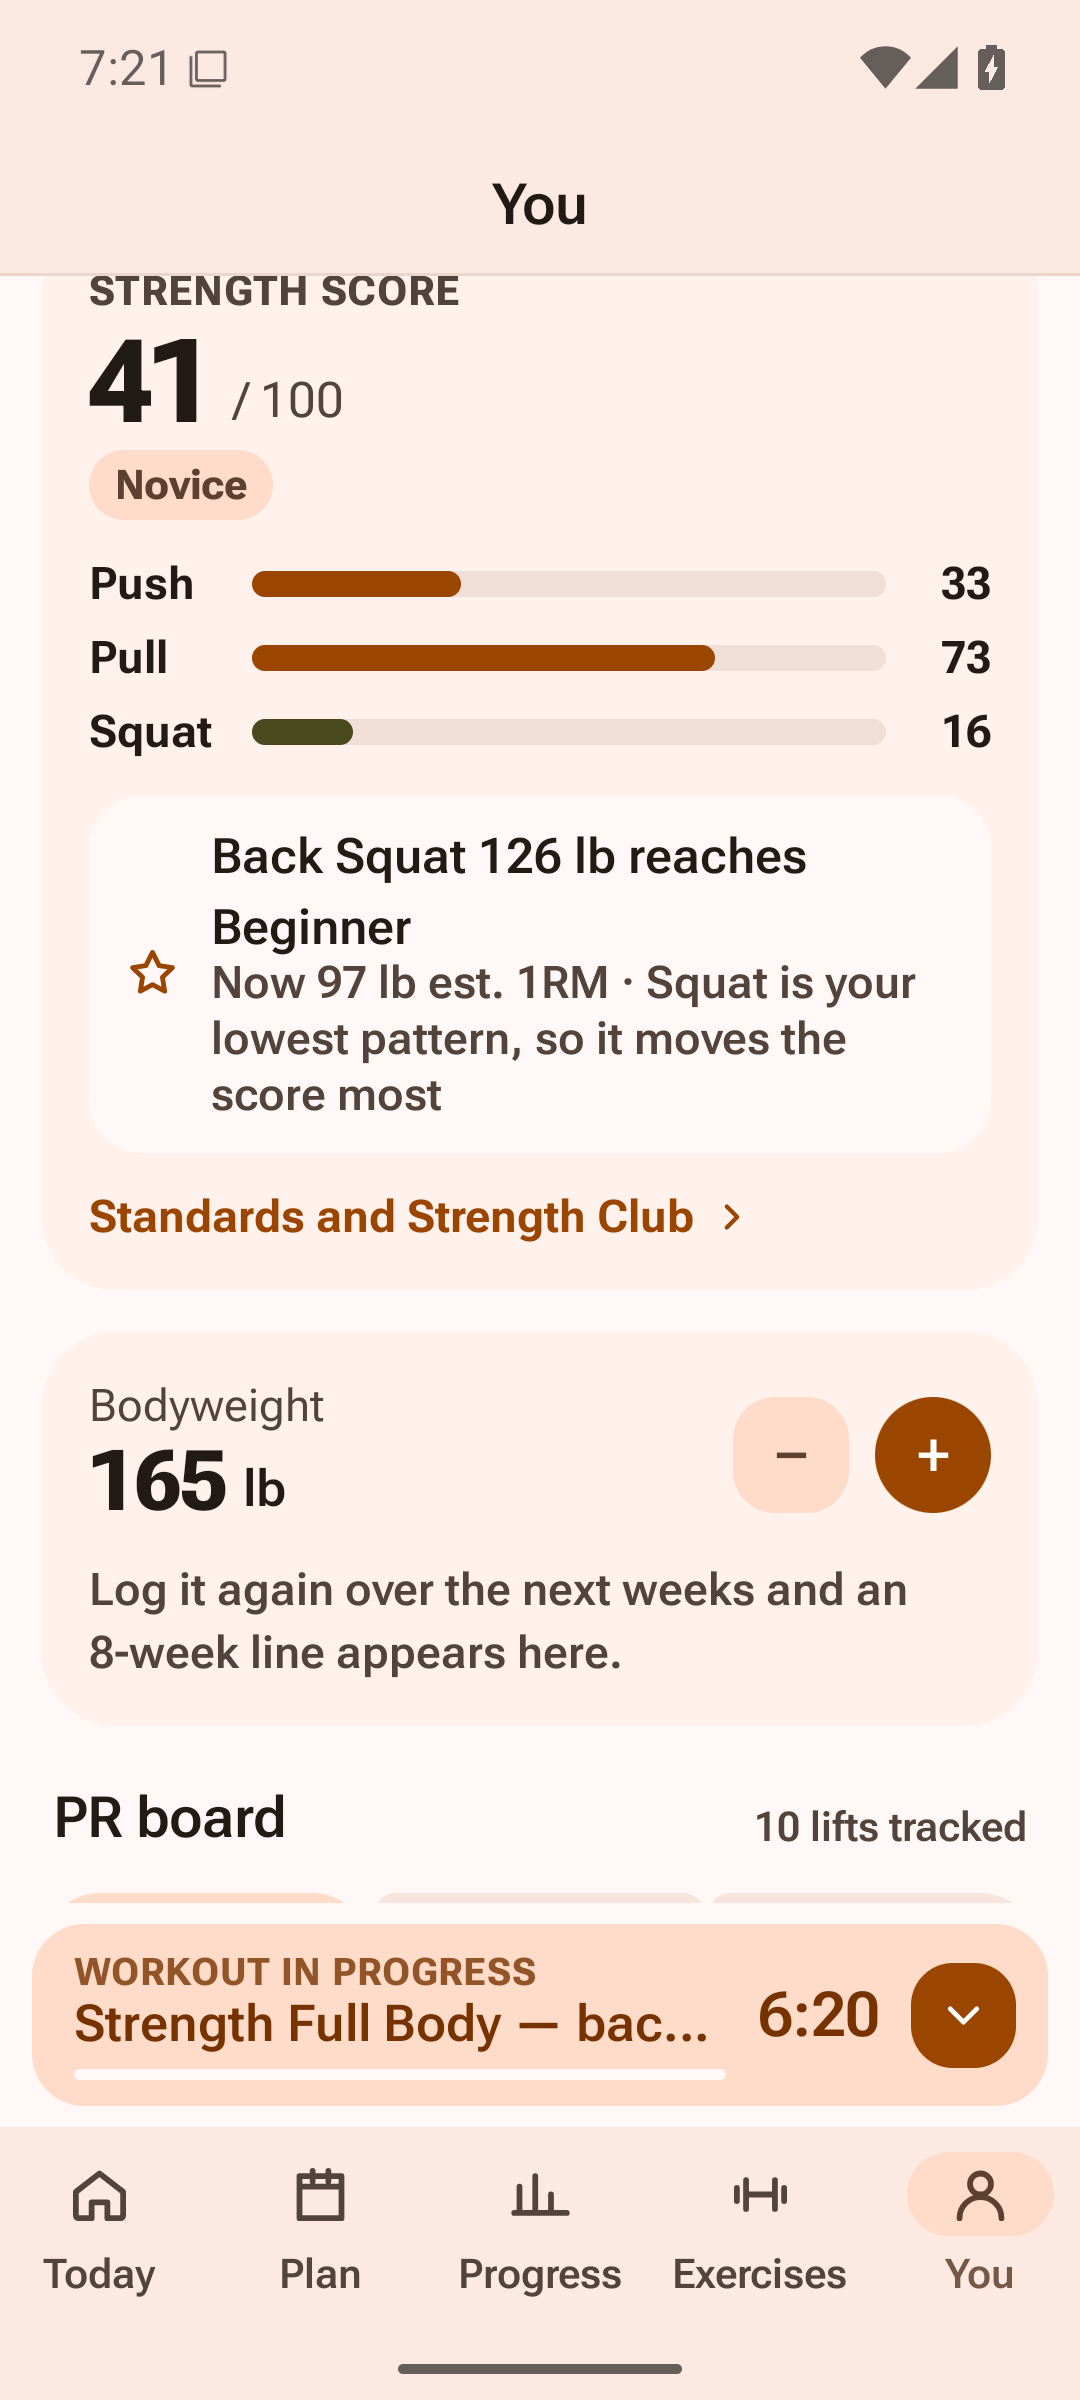 7:21
You
STRENGTH SCORE
41 / 100
Novice
Push 33
Pull 73
Squat 16
Back Squat 126 lb reaches
Beginner
Now 97 lb est. 1RM · Squat is your
lowest pattern, so it moves the
score most
Standards and Strength Club
Bodyweight
165 lb
Log it again over the next weeks and an
8-week line appears here.
PR board
10 lifts tracked
WORKOUT IN PROGRESS
Strength Full Body — bac...
6:20
Today
Plan
Progress
Exercises
You